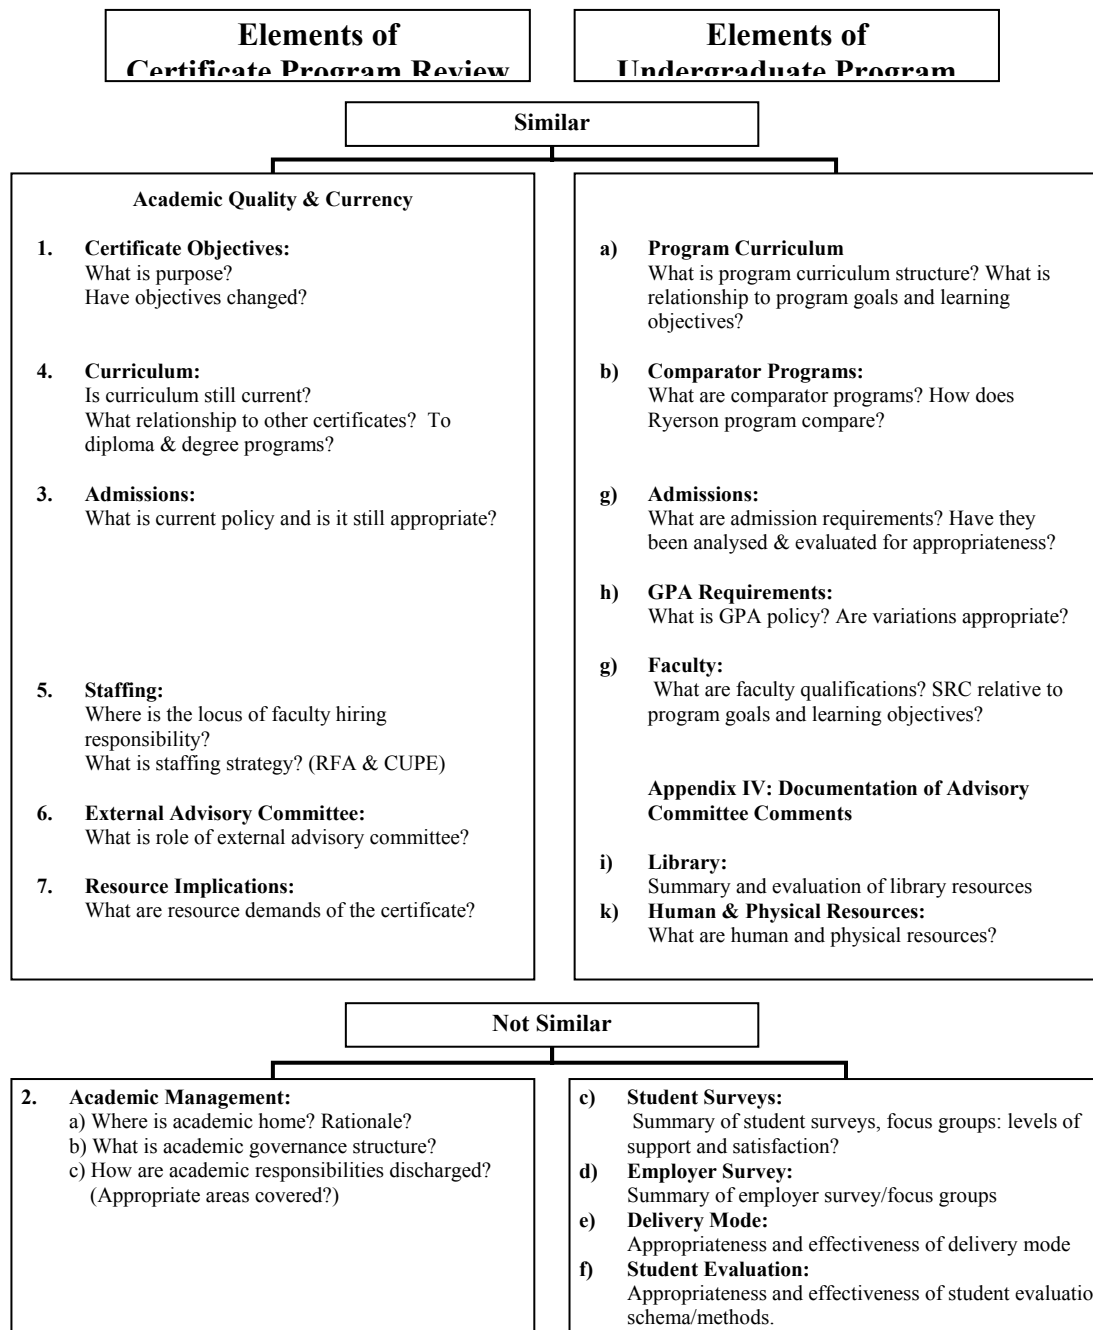 Elements of
Certificate Program Review
Elements of
Undergraduate Program
Similar
Academic Quality & Currency
1. Certificate Objectives:
What is purpose?
Have objectives changed?
4. Curriculum:
Is curriculum still current?
What relationship to other certificates? To
diploma & degree programs?
3. Admissions:
What is current policy and is it still appropriate?
5. Staffing:
Where is the locus of faculty hiring
responsibility?
What is staffing strategy? (RFA & CUPE)
6. External Advisory Committee:
What is role of external advisory committee?
7. Resource Implications:
What are resource demands of the certificate?
a) Program Curriculum
What is program curriculum structure? What is
relationship to program goals and learning
objectives?
b) Comparator Programs:
What are comparator programs? How does
Ryerson program compare?
g) Admissions:
What are admission requirements? Have they
been analysed & evaluated for appropriateness?
h) GPA Requirements:
What is GPA policy? Are variations appropriate?
g) Faculty:
What are faculty qualifications? SRC relative to
program goals and learning objectives?
Appendix IV: Documentation of Advisory
Committee Comments
i) Library:
Summary and evaluation of library resources
k) Human & Physical Resources:
What are human and physical resources?
Not Similar
2. Academic Management:
a) Where is academic home? Rationale?
b) What is academic governance structure?
c) How are academic responsibilities discharged?
(Appropriate areas covered?)
c) Student Surveys:
Summary of student surveys, focus groups: levels of
support and satisfaction?
d) Employer Survey:
Summary of employer survey/focus groups
e) Delivery Mode:
Appropriateness and effectiveness of delivery mode
f) Student Evaluation:
Appropriateness and effectiveness of student evaluatio
schema/methods.